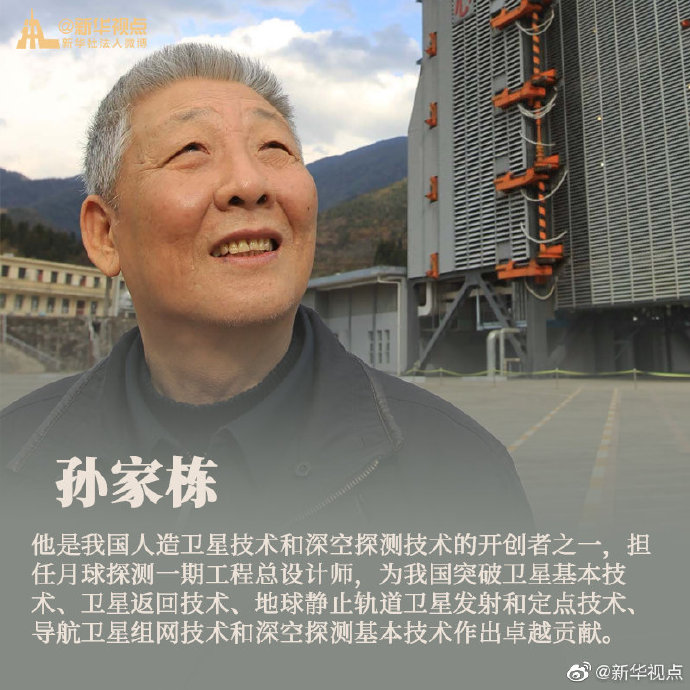 @新华视点
新华社法人微博
孙家栋
他是我国人造卫星技术和深空探测技术的开创者之一，担
任月球探测一期工程总设计师，为我国突破卫星基本技
术、卫星返回技术、地球静止轨道卫星发射和定点技术、
导航卫星组网技术和深空探测基本技术作出卓越贡献。
@新华视点